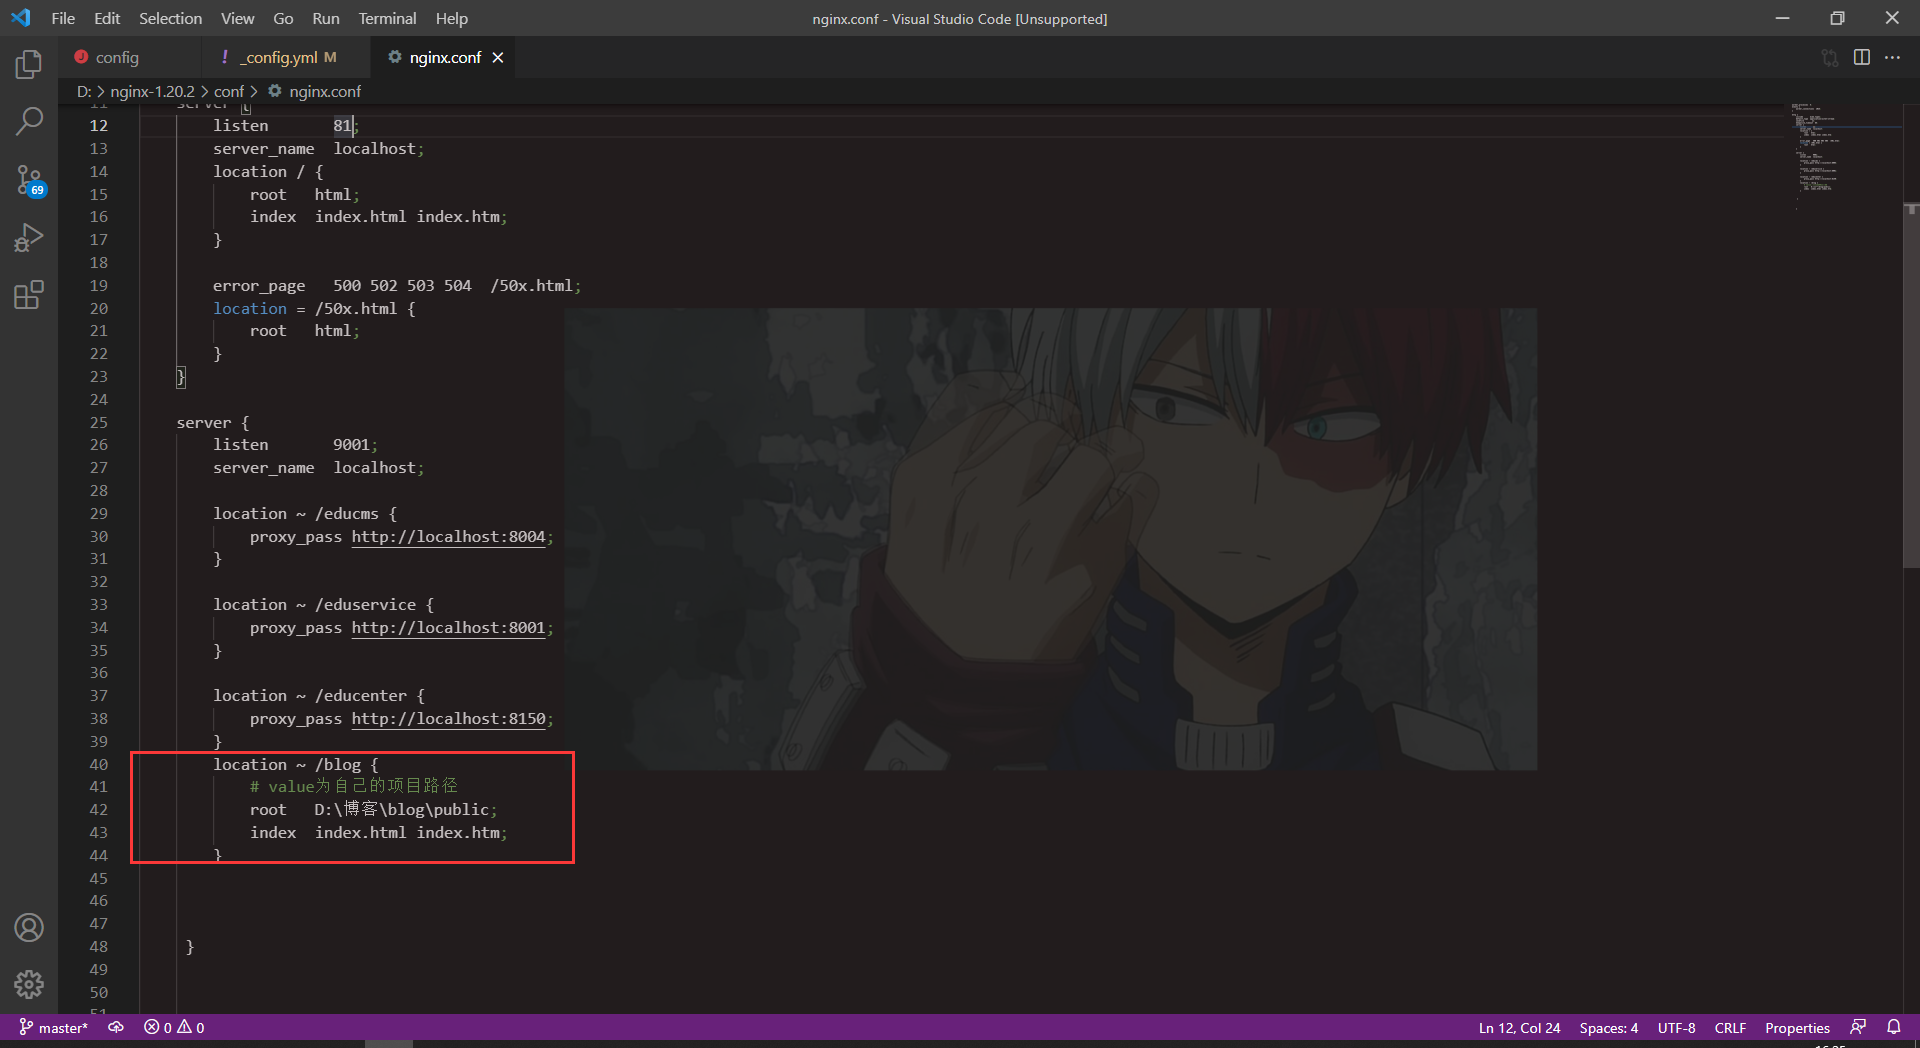 File Edit Selection View Go Run Terminal Help
nginx.conf - Visual Studio Code [Unsupported]
config
! _config.yml M
nginx.conf
D: > nginx-1.20.2 > conf > nginx.conf
11 server {
12 listen 81;
13 server_name localhost;
14 location / {
15 root html;
16 index index.html index.htm;
17 }
18
19 error_page 500 502 503 504 /50x.html;
20 location = /50x.html {
21 root html;
22 }
23 }
24
25 server {
26 listen 9001;
27 server_name localhost;
28
29 location ~ /educms {
30 proxy_pass http://localhost:8004;
31 }
32
33 location ~ /eduservice {
34 proxy_pass http://localhost:8001;
35 }
36
37 location ~ /educenter {
38 proxy_pass http://localhost:8150;
39 }
40 location ~ /blog {
41 # value为自己的项目路径
42 root D:\博客\blog\public;
43 index index.html index.htm;
44 }
45
46
47
48 }
49
50
51
69
master* 0 0
Ln 12, Col 24 Spaces: 4 UTF-8 CRLF Properties